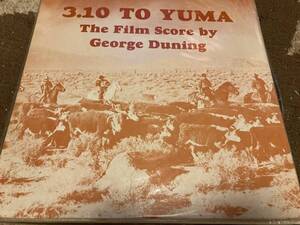 3.10 TO YUMA
The Film Score by
George Duning